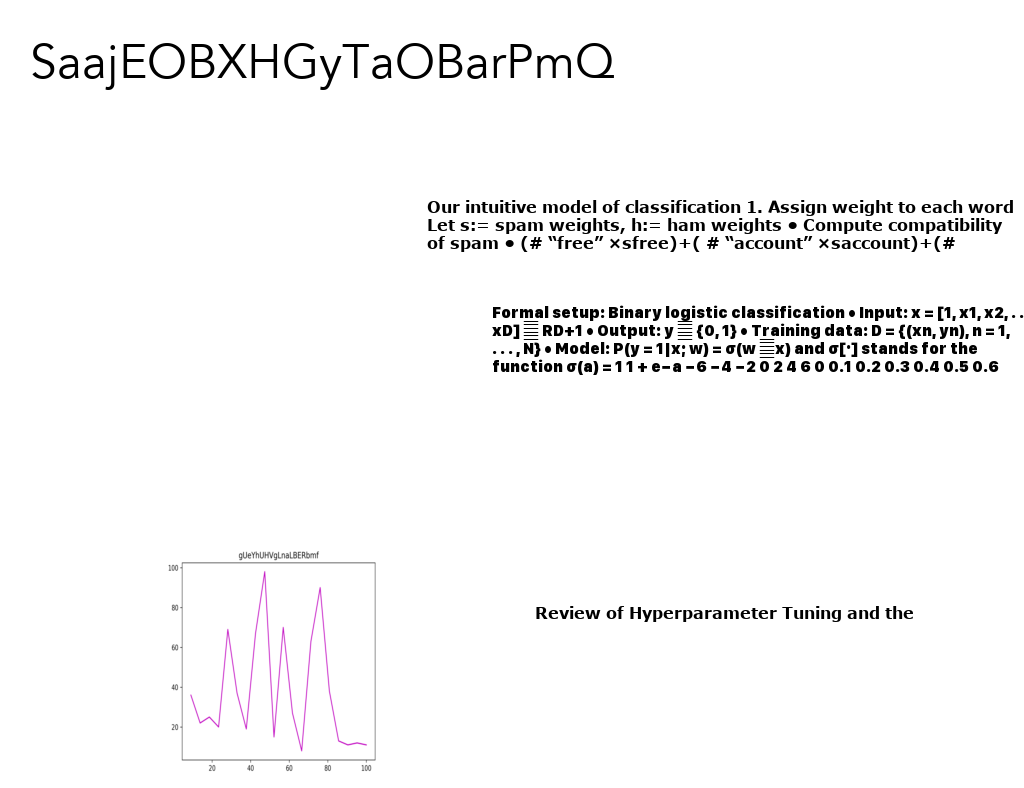 SaajEOBXHGyTaOBarPmQ
Our intuitive model of classification 1. Assign weight to each word
Let s:= spam weights, h:= ham weights • Compute compatibility
of spam • (# “free” ×sfree)+( # “account” ×saccount)+(#
Formal setup: Binary logistic classification • Input: x = [1, x1, x2, . .
xD] RD+1 • Output: y {0, 1} • Training data: D = {(xn, yn), n = 1,
. . . , N} • Model: P(y = 1|x; w) = σ(w x) and σ[·] stands for the
function σ(a) = 1 1 + e−a −6 −4 −2 0 2 4 6 0 0.1 0.2 0.3 0.4 0.5 0.6
gUeYhUHVgLnaLBERbmf
100
80
60
40
20
20 40 60 80 100
Review of Hyperparameter Tuning and the